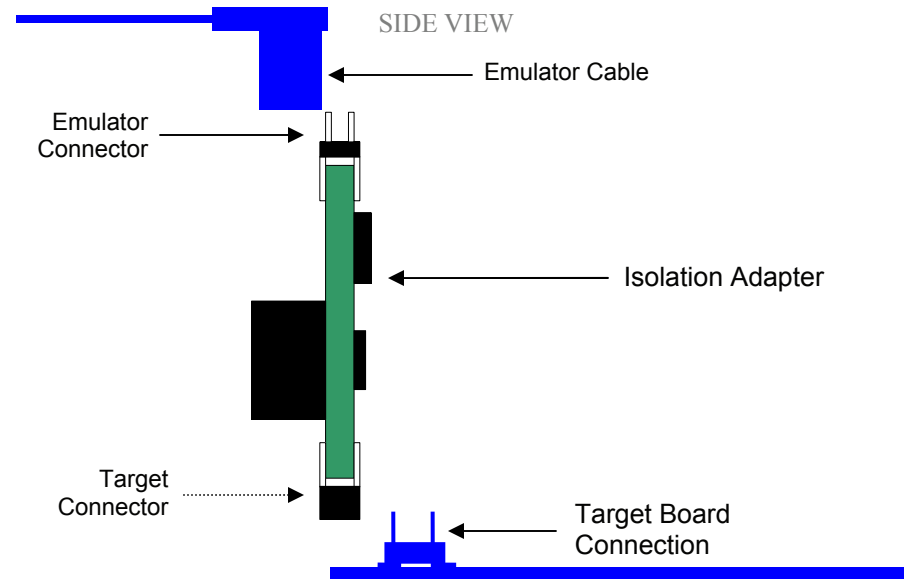 SIDE VIEW
Emulator Cable
Emulator
Connector
Isolation Adapter
Target
Connector
Target Board
Connection